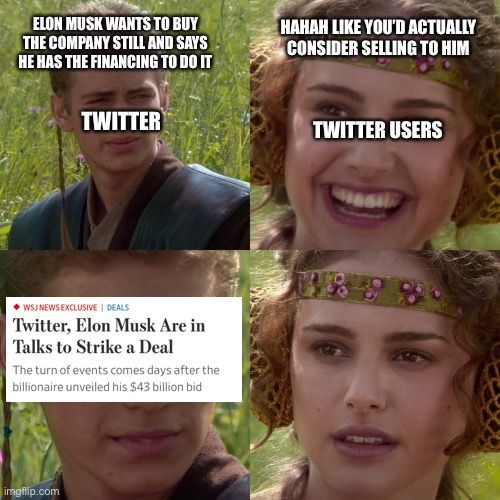 ELON MUSK WANTS TO BUY
THE COMPANY STILL AND SAYS
HE HAS THE FINANCING TO DO IT
TWITTER
HAHAH LIKE YOU'D ACTUALLY
CONSIDER SELLING TO HIM
TWITTER USERS
WSJ NEWS EXCLUSIVE | DEALS
Twitter, Elon Musk Are in
Talks to Strike a Deal
The turn of events comes days after the
billionaire unveiled his $43 billion bid
imgflip.com